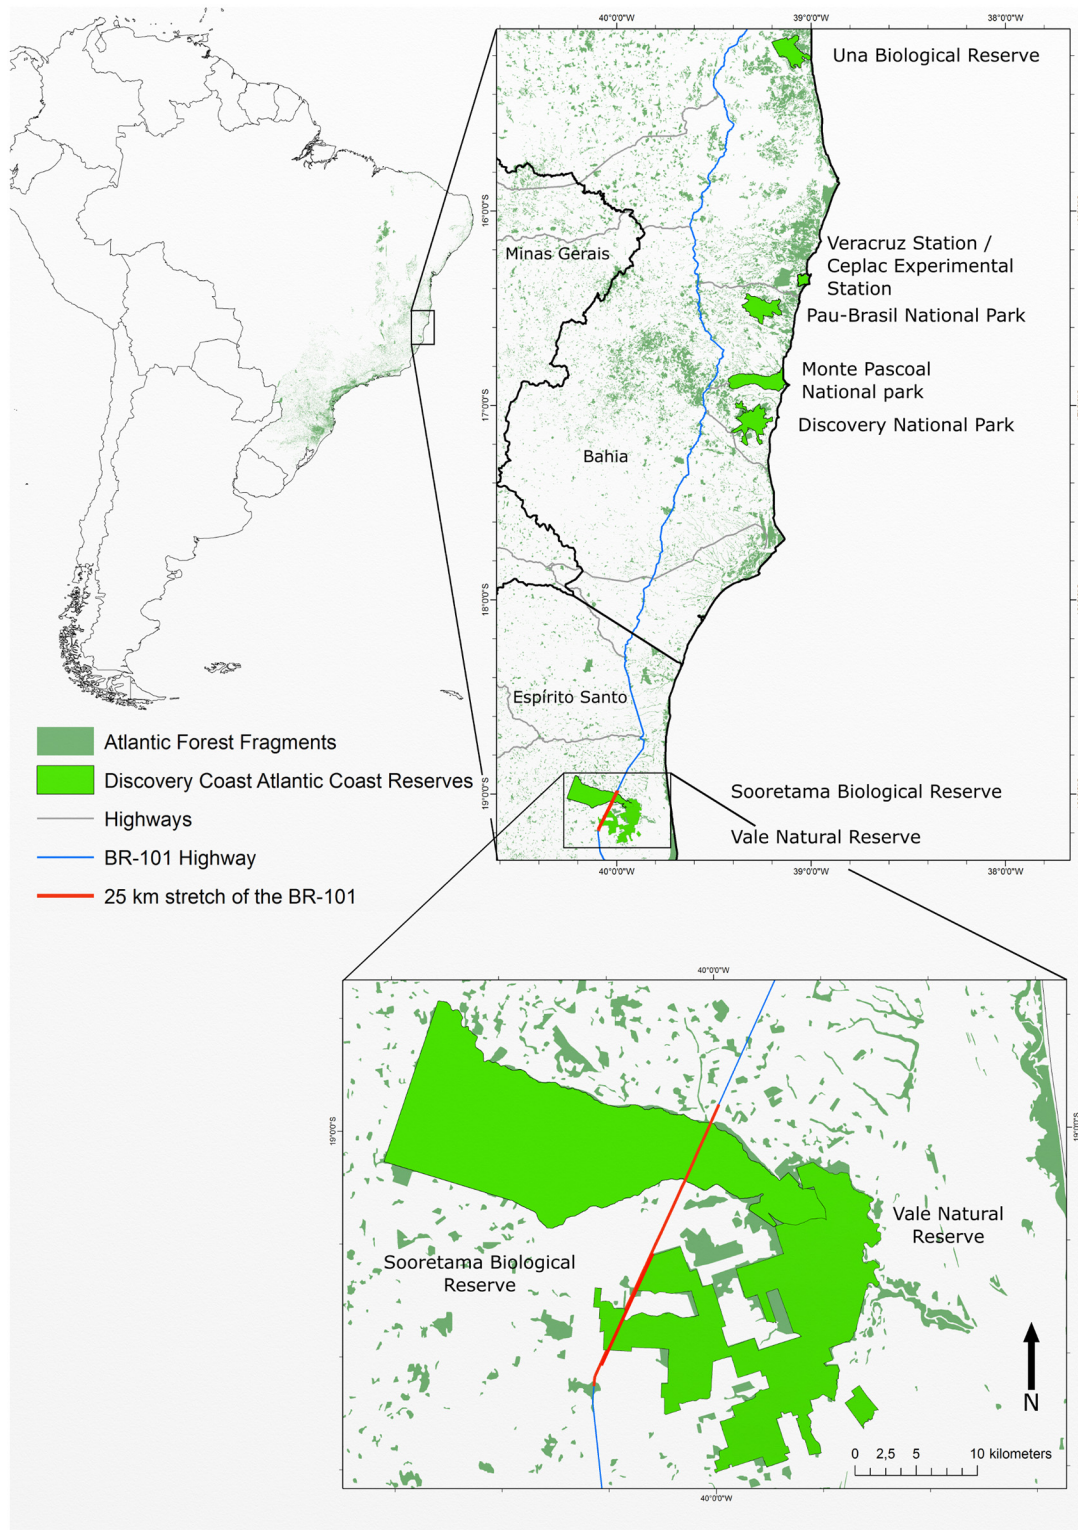 40°0'0"W
39°0'0"W
38°0'0"W
Una Biological Reserve
16°0'0"S
Minas Gerais
Veracruz Station /
Ceplac Experimental
Station
Pau-Brasil National Park
Monte Pascoal
National park
17°0'0"S
Discovery National Park
Bahia
18°0'0"S
Espírito Santo
19°0'0"S
Sooretama Biological Reserve
Vale Natural Reserve
40°0'0"W
39°0'0"W
38°0'0"W
Atlantic Forest Fragments
Discovery Coast Atlantic Coast Reserves
Highways
BR-101 Highway
25 km stretch of the BR-101
40°0'0"W
19°0'0"S
19°0'0"S
Vale Natural
Reserve
Sooretama Biological
Reserve
N
0 2,5 5 10 kilometers
40°0'0"W